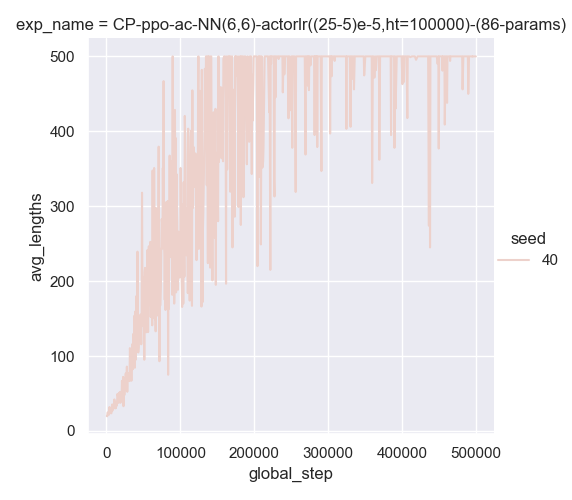 exp_name = CP-ppo-ac-NN(6,6)-actorlr((25-5)e-5,ht=100000)-(86-params)
500
400
300
200
100
0
avg_lengths
0 100000 200000 300000 400000 500000
global_step
seed
40